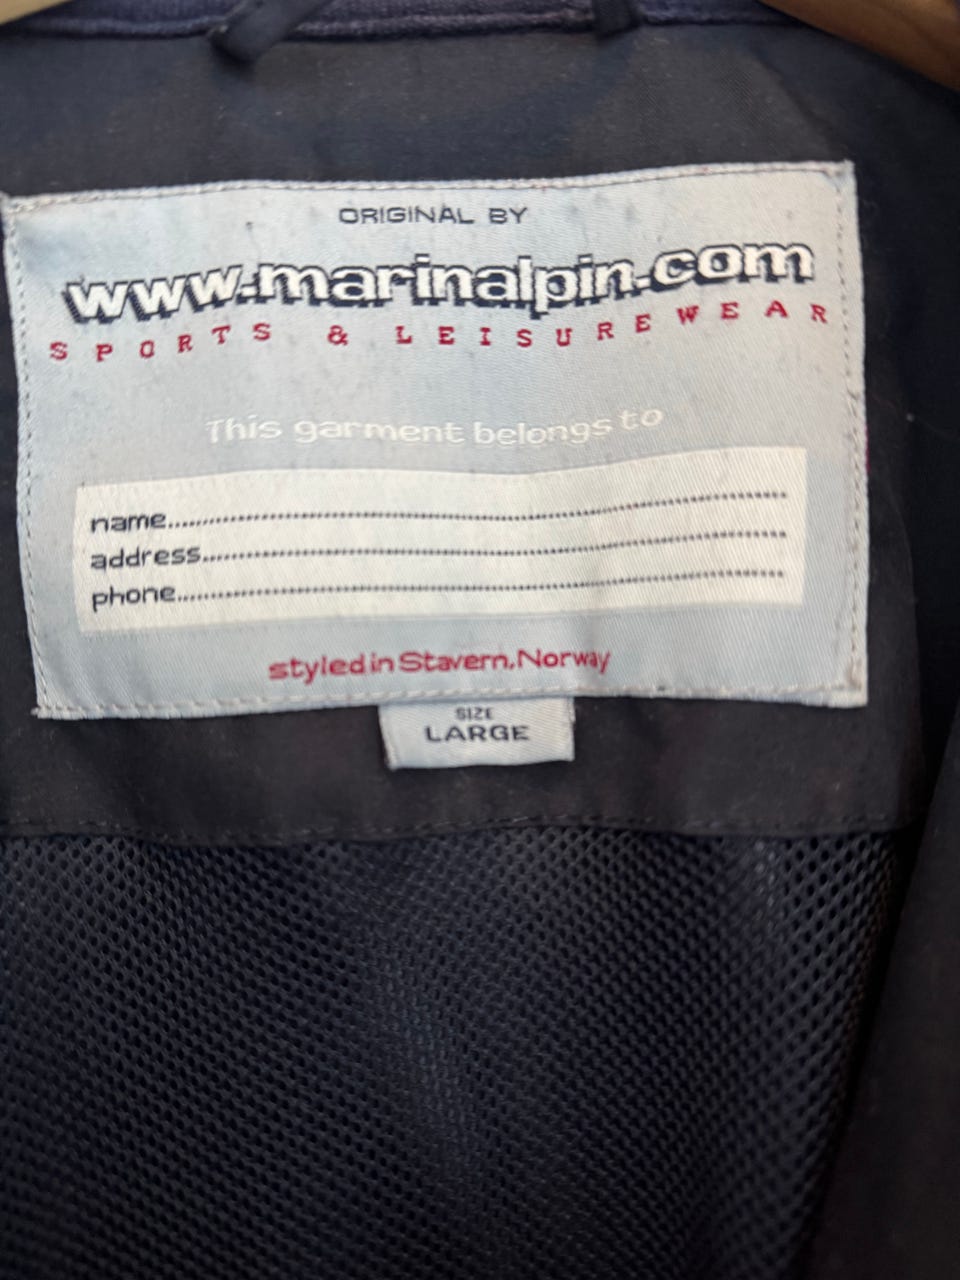 ORIGINAL BY
www.marinalpin.com
SPORTS & LEISUREWEAR
This garment belongs to
name..........................................................................
address.....................................................................
phone........................................................................
styled in Stavern, Norway
SIZE
LARGE